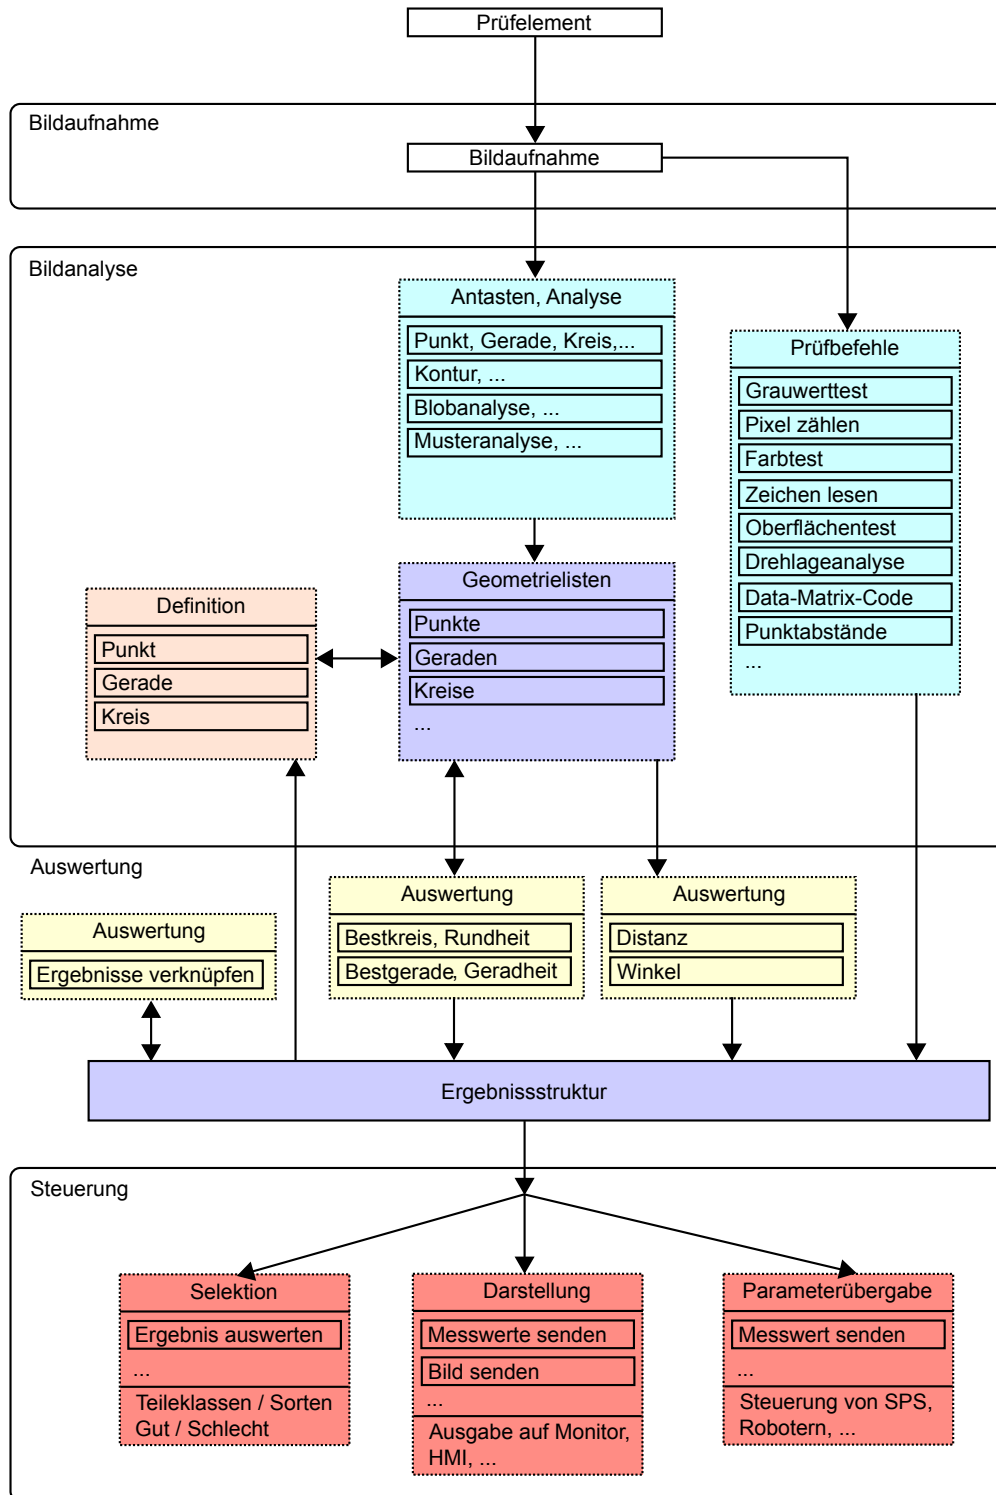 Prüfelement
Bildaufnahme
Bildaufnahme
Bildanalyse
Antasten, Analyse
Punkt, Gerade, Kreis,...
Kontur, ...
Blobanalyse, ...
Musteranalyse, ...
Prüfbefehle
Grauwerttest
Pixel zählen
Farbtest
Zeichen lesen
Oberflächentest
Drehlageanalyse
Data-Matrix-Code
Punktabstände
...
Definition
Punkt
Gerade
Kreis
Geometrielisten
Punkte
Geraden
Kreise
...
Auswertung
Auswertung
Ergebnisse verknüpfen
Auswertung
Bestkreis, Rundheit
Bestgerade, Geradheit
Auswertung
Distanz
Winkel
Ergebnissstruktur
Steuerung
Selektion
Ergebnis auswerten
...
Teileklassen / Sorten
Gut / Schlecht
Darstellung
Messwerte senden
Bild senden
...
Ausgabe auf Monitor,
HMI, ...
Parameterübergabe
Messwert senden
...
Steuerung von SPS,
Robotern, ...